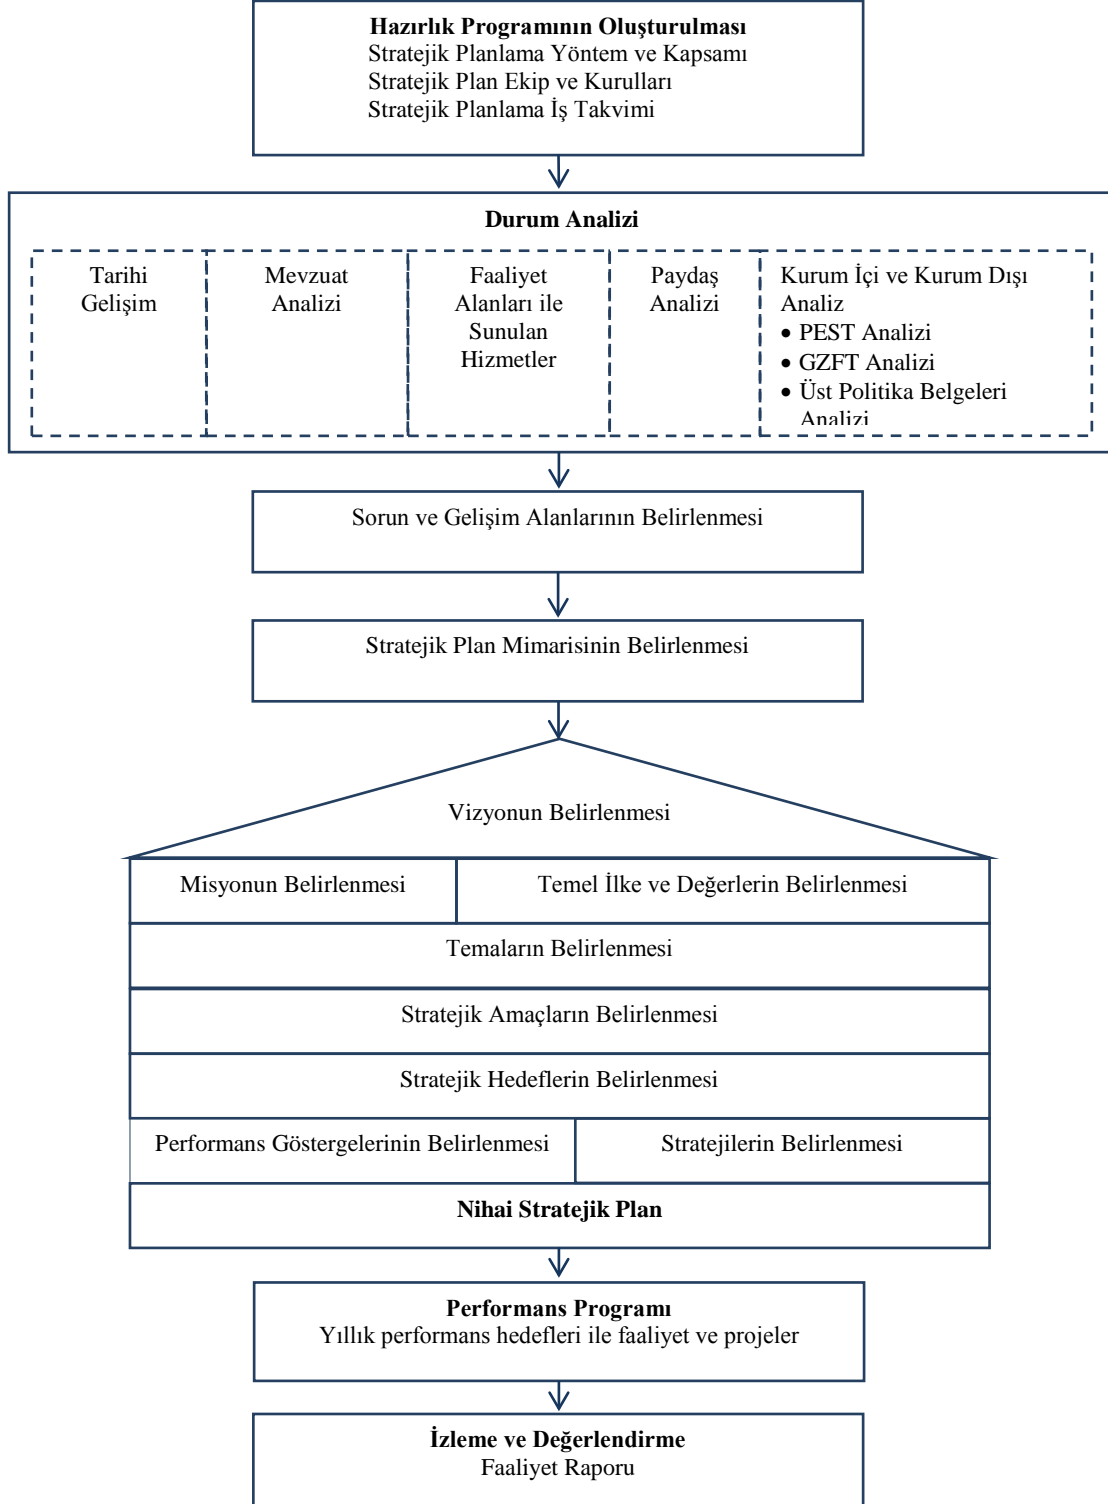 Hazırlık Programının Oluşturulması
Stratejik Planlama Yöntem ve Kapsamı
Stratejik Plan Ekip ve Kurulları
Stratejik Planlama İş Takvimi
Durum Analizi
Tarihi
Gelişim
Mevzuat
Analizi
Faaliyet
Alanları ile
Sunulan
Hizmetler
Paydaş
Analizi
Kurum İçi ve Kurum Dışı
Analiz
• PEST Analizi
• GZFT Analizi
• Üst Politika Belgeleri
Analizi
Sorun ve Gelişim Alanlarının Belirlenmesi
Stratejik Plan Mimarisinin Belirlenmesi
Vizyonun Belirlenmesi
Misyonun Belirlenmesi
Temel İlke ve Değerlerin Belirlenmesi
Temaların Belirlenmesi
Stratejik Amaçların Belirlenmesi
Stratejik Hedeflerin Belirlenmesi
Performans Göstergelerinin Belirlenmesi
Stratejilerin Belirlenmesi
Nihai Stratejik Plan
Performans Programı
Yıllık performans hedefleri ile faaliyet ve projeler
İzleme ve Değerlendirme
Faaliyet Raporu